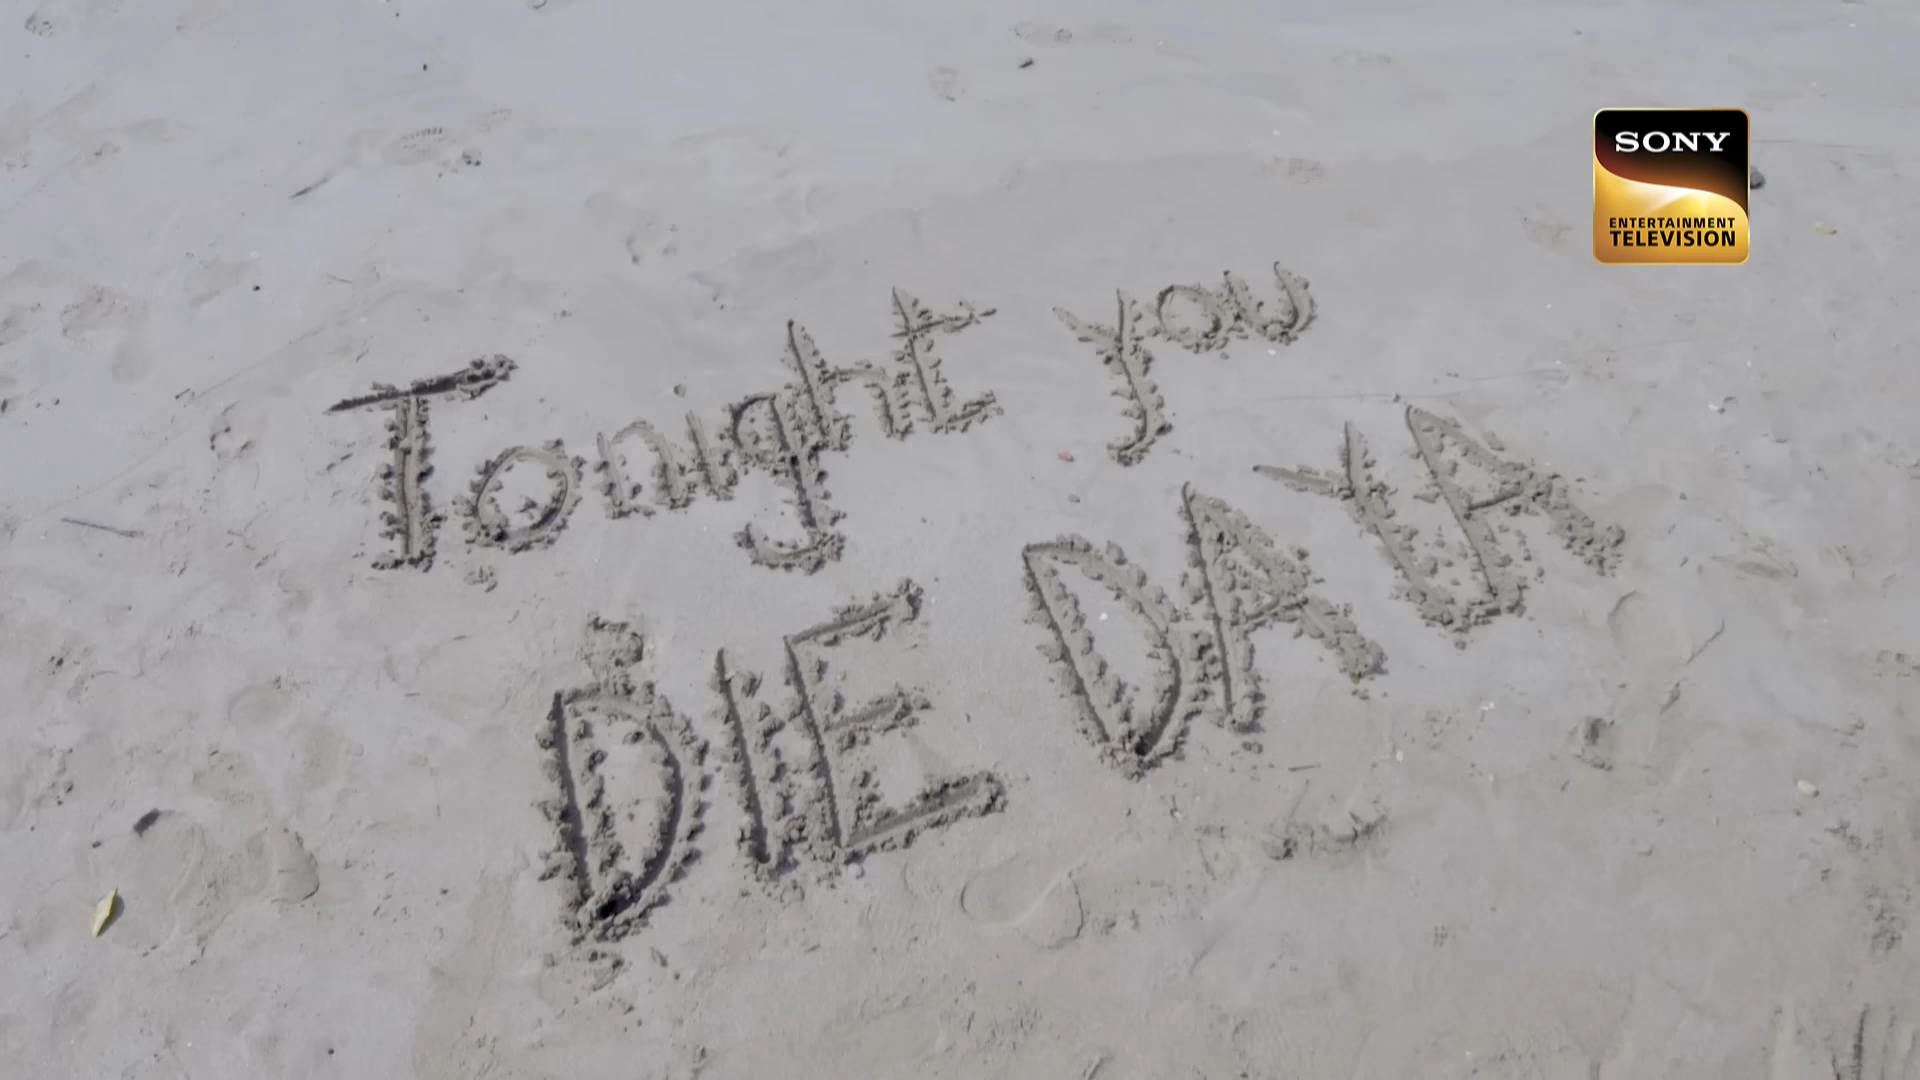 SONY
ENTERTAINMENT
TELEVISION
Tonight you
DIE DAYA